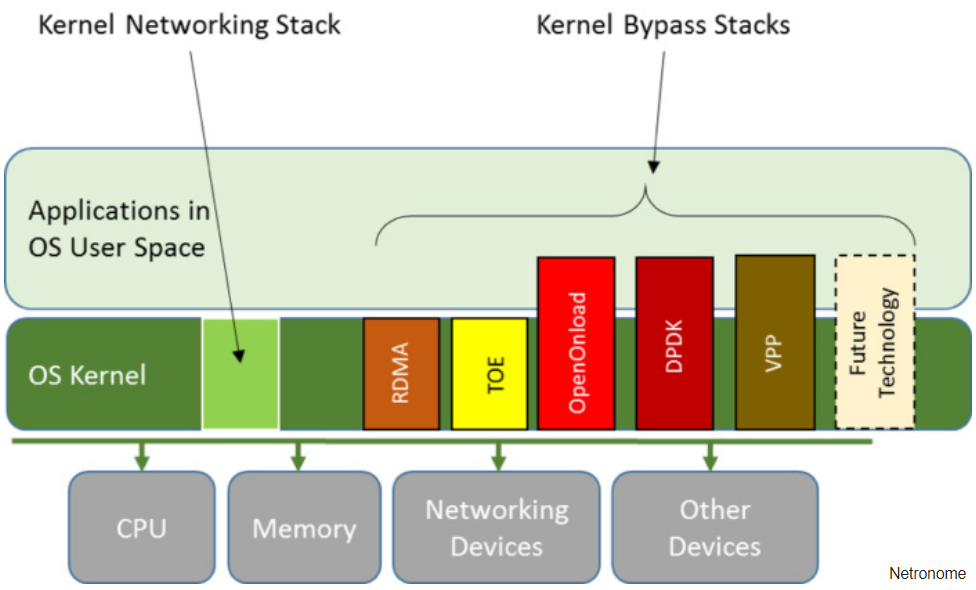 Kernel Networking Stack
Kernel Bypass Stacks
Applications in
OS User Space
OS Kernel
RDMA
TOE
OpenOnload
DPDK
VPP
Future
Technology
CPU
Memory
Networking
Devices
Other
Devices
Netronome